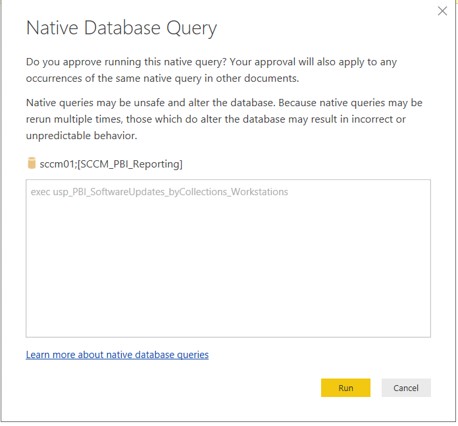 Native Database Query
Do you approve running this native query? Your approval will also apply to any
occurrences of the same native query in other documents.
Native queries may be unsafe and alter the database. Because native queries may be
rerun multiple times, those which do alter the database may result in incorrect or
unpredictable behavior.
sccm01;[SCCM_PBI_Reporting]
exec usp_PBI_SoftwareUpdates_byCollections_Workstations
Learn more about native database queries
Run Cancel